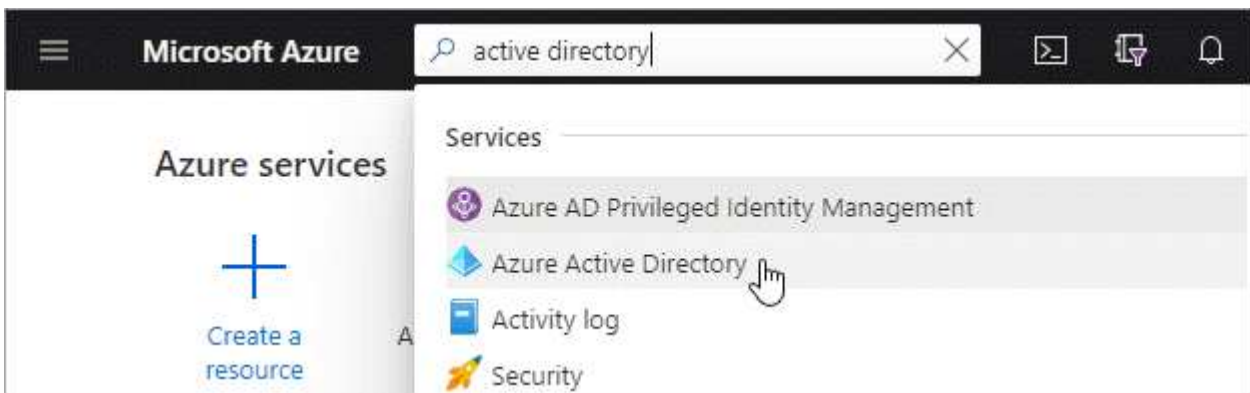 Microsoft Azure
active directory
Azure services
Create a
resource
A
Services
Azure AD Privileged Identity Management
Azure Active Directory
Activity log
Security